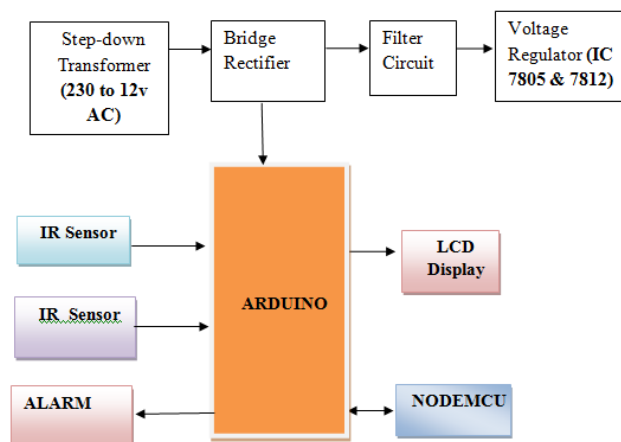 Step-down
Transformer
(230 to 12v
AC)
Bridge
Rectifier
Filter
Circuit
Voltage
Regulator (IC
7805 & 7812)
IR Sensor
LCD
Display
IR Sensor
ARDUINO
ALARM
NODEMCU